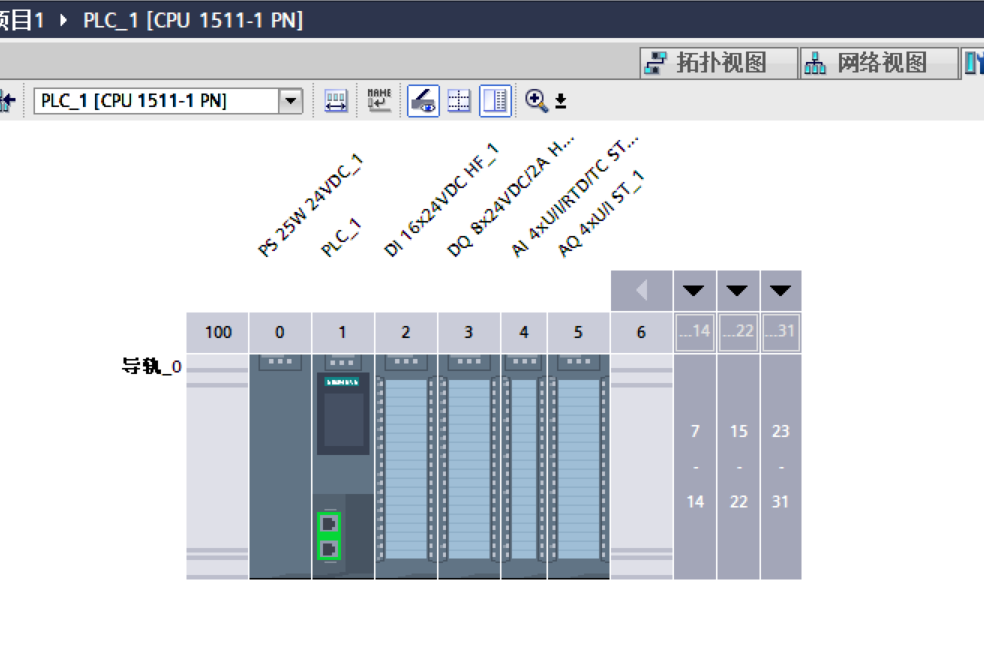 项目1 ▸ PLC_1 [CPU 1511-1 PN]
拓扑视图 网络视图
PLC_1 [CPU 1511-1 PN]
NAME
PS 25W 24VDC_1
PLC_1
DI 16x24VDC HF_1
DQ 8x24VDC/2A H...
AI 4xU/I/RTD/TC ST...
AQ 4xU/I ST_1
100 0 1 2 3 4 5 6 ...14 ...22 ...31
导轨_0
SIEMENS
7 15 23
- - -
14 22 31